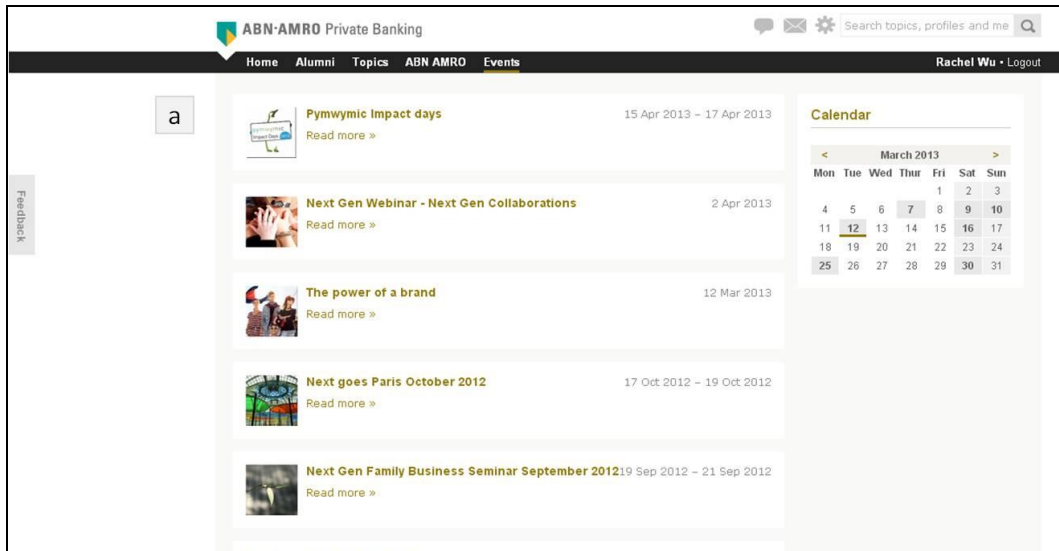 ABN·AMRO Private Banking
Search topics, profiles and me
Home Alumni Topics ABN AMRO Events
Rachel Wu • Logout
a
Feedback
Pymwymic Impact days 15 Apr 2013 – 17 Apr 2013
Read more »
Next Gen Webinar - Next Gen Collaborations 2 Apr 2013
Read more »
The power of a brand 12 Mar 2013
Read more »
Next goes Paris October 2012 17 Oct 2012 – 19 Oct 2012
Read more »
Next Gen Family Business Seminar September 2012 19 Sep 2012 – 21 Sep 2012
Read more »
Calendar
< March 2013 >
Mon Tue Wed Thur Fri Sat Sun
1 2 3
4 5 6 7 8 9 10
11 12 13 14 15 16 17
18 19 20 21 22 23 24
25 26 27 28 29 30 31